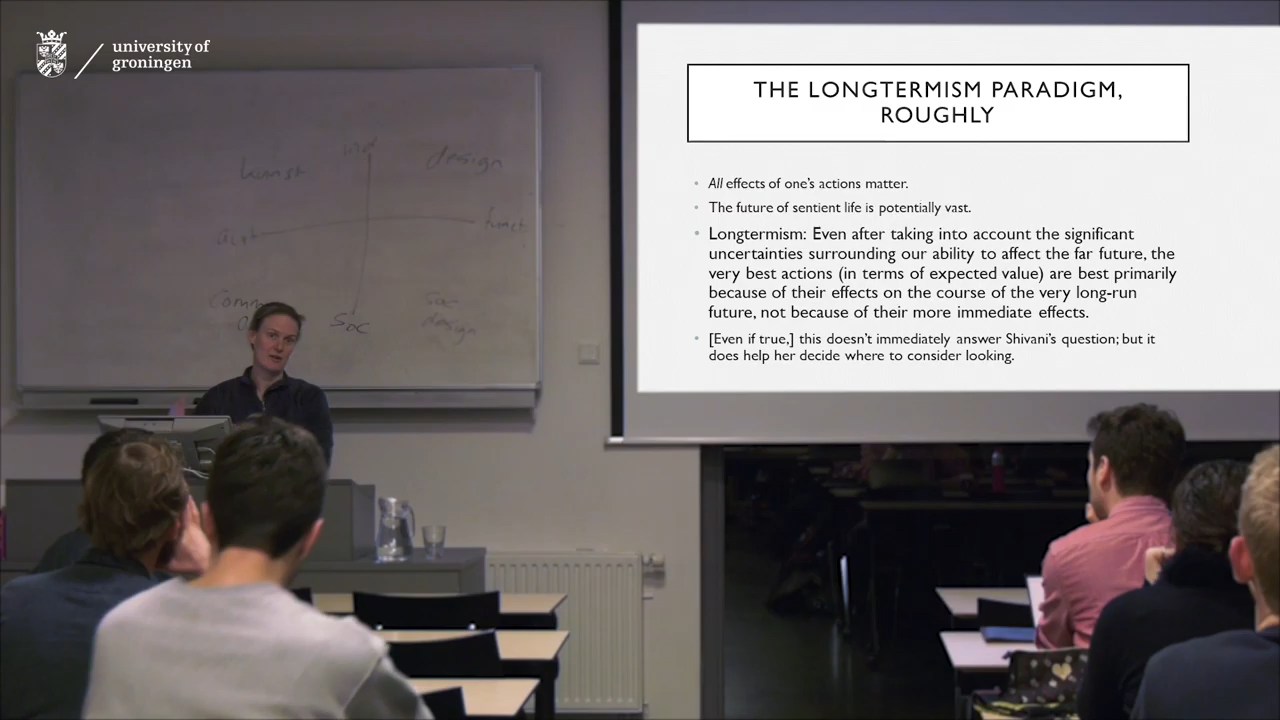 university of
groningen
THE LONGTERMISM PARADIGM,
ROUGHLY
• All effects of one's actions matter.
• The future of sentient life is potentially vast.
• Longtermism: Even after taking into account the significant
uncertainties surrounding our ability to affect the far future, the
very best actions (in terms of expected value) are best primarily
because of their effects on the course of the very long-run
future, not because of their more immediate effects.
• [Even if true,] this doesn't immediately answer Shivani's question; but it
does help her decide where to consider looking.
kunst
design
design